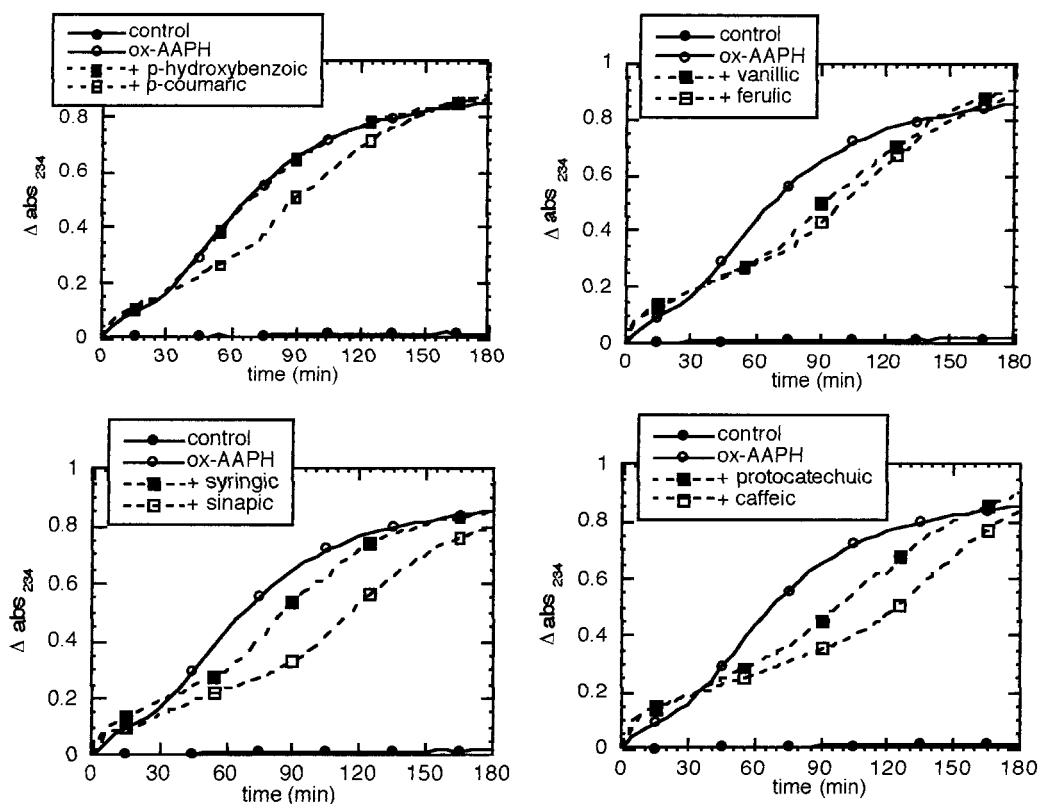 control
ox-AAPH
+ p-hydroxybenzoic
+ p-coumaric
Δ abs 234
0.8
0.6
0.4
0.2
0
0 30 60 90 120 150 180
time (min)
control
ox-AAPH
+ vanillic
+ ferulic
Δ abs 234
1
0.8
0.6
0.4
0.2
0
0 30 60 90 120 150 180
time (min)
control
ox-AAPH
+ syringic
+ sinapic
Δ abs 234
1
0.8
0.6
0.4
0.2
0
0 30 60 90 120 150 180
time (min)
control
ox-AAPH
+ protocatechuic
+ caffeic
Δ abs 234
1
0.8
0.6
0.4
0.2
0
0 30 60 90 120 150 180
time (min)